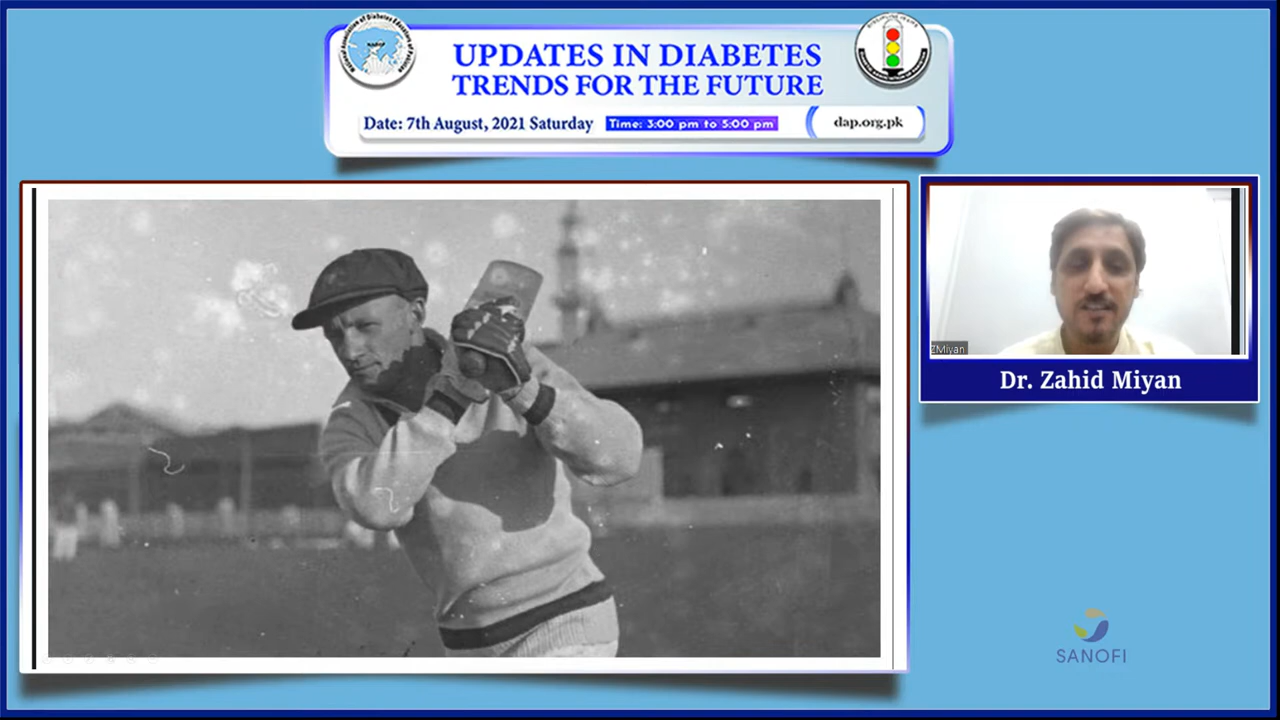 UPDATES IN DIABETES
TRENDS FOR THE FUTURE
Date: 7th August, 2021 Saturday
Time: 3:00 pm to 5:00 pm
dap.org.pk
ZMiyan
Dr. Zahid Miyan
SANOFI